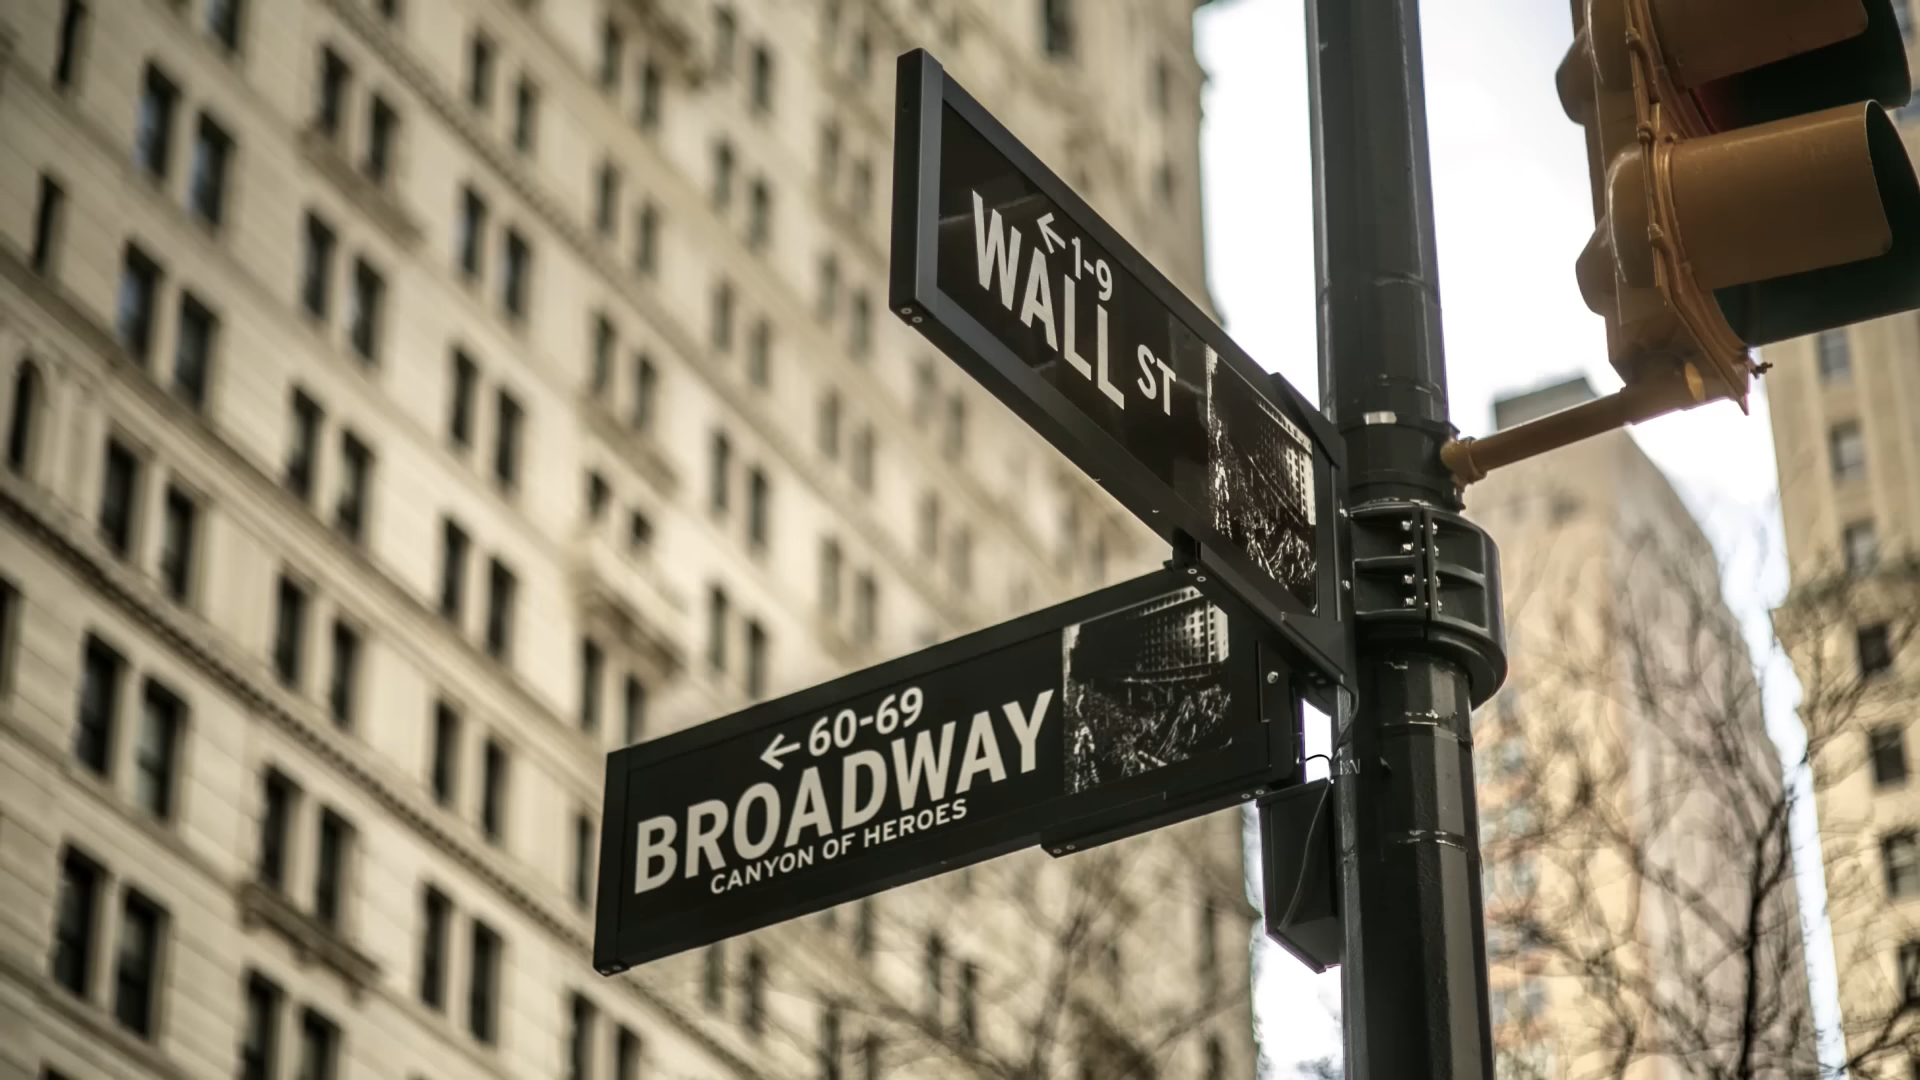 ← 1-9
WALL ST
← 60-69
BROADWAY
CANYON OF HEROES